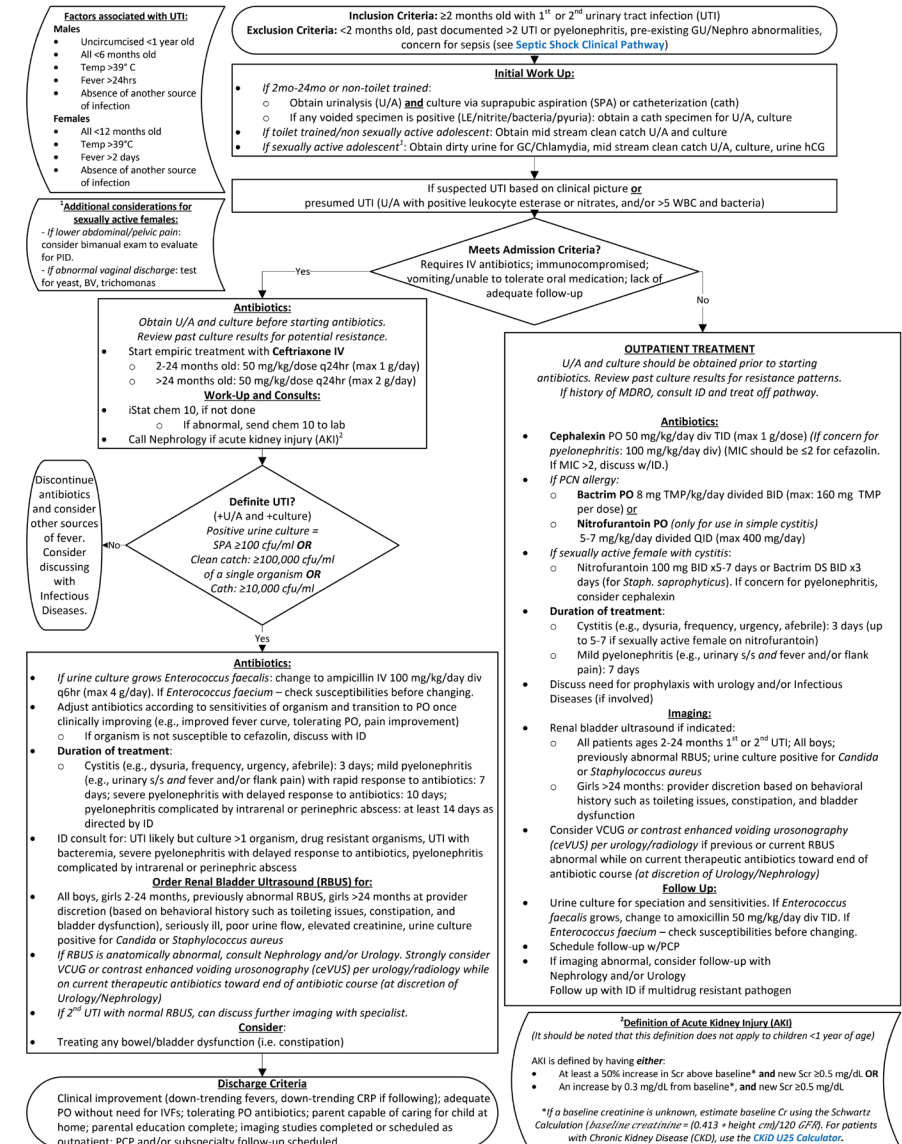 Factors associated with UTI:
Males
• Uncircumcised <1 year old
• All <6 months old
• Temp >39° C
• Fever >24hrs
• Absence of another source
of infection
Females
• All <12 months old
• Temp >39°C
• Fever >2 days
• Absence of another source
of infection
Inclusion Criteria: ≥2 months old with 1st or 2nd urinary tract infection (UTI)
Exclusion Criteria: <2 months old, past documented >2 UTI or pyelonephritis, pre-existing GU/Nephro abnormalities,
concern for sepsis (see Septic Shock Clinical Pathway)
Initial Work Up:
• If 2mo-24mo or non-toilet trained:
o Obtain urinalysis (U/A) and culture via suprapubic aspiration (SPA) or catheterization (cath)
o If any voided specimen is positive (LE/nitrite/bacteria/pyuria): obtain a cath specimen for U/A, culture
• If toilet trained/non sexually active adolescent: Obtain mid stream clean catch U/A and culture
• If sexually active adolescent1: Obtain dirty urine for GC/Chlamydia, mid stream clean catch U/A, culture, urine hCG
If suspected UTI based on clinical picture or
presumed UTI (U/A with positive leukocyte esterase or nitrates, and/or >5 WBC and bacteria)
1Additional considerations for
sexually active females:
- If lower abdominal/pelvic pain:
consider bimanual exam to evaluate
for PID.
- If abnormal vaginal discharge: test
for yeast, BV, trichomonas
Meets Admission Criteria?
Requires IV antibiotics; immunocompromised;
vomiting/unable to tolerate oral medication; lack of
adequate follow-up
Yes
No
Antibiotics:
Obtain U/A and culture before starting antibiotics.
Review past culture results for potential resistance.
• Start empiric treatment with Ceftriaxone IV
o 2-24 months old: 50 mg/kg/dose q24hr (max 1 g/day)
o >24 months old: 50 mg/kg/dose q24hr (max 2 g/day)
Work-Up and Consults:
• iStat chem 10, if not done
o If abnormal, send chem 10 to lab
• Call Nephrology if acute kidney injury (AKI)2
Discontinue
antibiotics
and consider
other sources
of fever.
Consider
discussing
with
Infectious
Diseases.
No
Definite UTI?
(+U/A and +culture)
Positive urine culture =
SPA ≥100 cfu/ml OR
Clean catch: ≥100,000 cfu/ml
of a single organism OR
Cath: ≥10,000 cfu/ml
Yes
Antibiotics:
• If urine culture grows Enterococcus faecalis: change to ampicillin IV 100 mg/kg/day div
q6hr (max 4 g/day). If Enterococcus faecium – check susceptibilities before changing.
• Adjust antibiotics according to sensitivities of organism and transition to PO once
clinically improving (e.g., improved fever curve, tolerating PO, pain improvement)
o If organism is not susceptible to cefazolin, discuss with ID
• Duration of treatment:
o Cystitis (e.g., dysuria, frequency, urgency, afebrile): 3 days; mild pyelonephritis
(e.g., urinary s/s and fever and/or flank pain) with rapid response to antibiotics: 7
days; severe pyelonephritis with delayed response to antibiotics: 10 days;
pyelonephritis complicated by intrarenal or perinephric abscess: at least 14 days as
directed by ID
• ID consult for: UTI likely but culture >1 organism, drug resistant organisms, UTI with
bacteremia, severe pyelonephritis with delayed response to antibiotics, pyelonephritis
complicated by intrarenal or perinephric abscess
Order Renal Bladder Ultrasound (RBUS) for:
• All boys, girls 2-24 months, previously abnormal RBUS, girls >24 months at provider
discretion (based on behavioral history such as toileting issues, constipation, and
bladder dysfunction), seriously ill, poor urine flow, elevated creatinine, urine culture
positive for Candida or Staphylococcus aureus
• If RBUS is anatomically abnormal, consult Nephrology and/or Urology. Strongly consider
VCUG or contrast enhanced voiding urosonography (ceVUS) per urology/radiology while
on current therapeutic antibiotics toward end of antibiotic course (at discretion of
Urology/Nephrology)
• If 2nd UTI with normal RBUS, can discuss further imaging with specialist.
Consider:
• Treating any bowel/bladder dysfunction (i.e. constipation)
Discharge Criteria
Clinical improvement (down-trending fevers, down-trending CRP if following); adequate
PO without need for IVFs; tolerating PO antibiotics; parent capable of caring for child at
home; parental education complete; imaging studies completed or scheduled as
outpatient; PCP and/or subspecialty follow-up scheduled
OUTPATIENT TREATMENT
U/A and culture should be obtained prior to starting
antibiotics. Review past culture results for resistance patterns.
If history of MDRO, consult ID and treat off pathway.
Antibiotics:
• Cephalexin PO 50 mg/kg/day div TID (max 1 g/dose) (If concern for
pyelonephritis: 100 mg/kg/day div) (MIC should be ≤2 for cefazolin.
If MIC >2, discuss w/ID.)
• If PCN allergy:
o Bactrim PO 8 mg TMP/kg/day divided BID (max: 160 mg TMP
per dose) or
o Nitrofurantoin PO (only for use in simple cystitis)
5-7 mg/kg/day divided QID (max 400 mg/day)
• If sexually active female with cystitis:
o Nitrofurantoin 100 mg BID x5-7 days or Bactrim DS BID x3
days (for Staph. saprophyticus). If concern for pyelonephritis,
consider cephalexin
• Duration of treatment:
o Cystitis (e.g., dysuria, frequency, urgency, afebrile): 3 days (up
to 5-7 if sexually active female on nitrofurantoin)
o Mild pyelonephritis (e.g., urinary s/s and fever and/or flank
pain): 7 days
• Discuss need for prophylaxis with urology and/or Infectious
Diseases (if involved)
Imaging:
• Renal bladder ultrasound if indicated:
o All patients ages 2-24 months 1st or 2nd UTI; All boys;
previously abnormal RBUS; urine culture positive for Candida
or Staphylococcus aureus
o Girls >24 months: provider discretion based on behavioral
history such as toileting issues, constipation, and bladder
dysfunction
• Consider VCUG or contrast enhanced voiding urosonography
(ceVUS) per urology/radiology if previous or current RBUS
abnormal while on current therapeutic antibiotics toward end of
antibiotic course (at discretion of Urology/Nephrology)
Follow Up:
• Urine culture for speciation and sensitivities. If Enterococcus
faecalis grows, change to amoxicillin 50 mg/kg/day div TID. If
Enterococcus faecium – check susceptibilities before changing.
• Schedule follow-up w/PCP
• If imaging abnormal, consider follow-up with
Nephrology and/or Urology
Follow up with ID if multidrug resistant pathogen
2Definition of Acute Kidney Injury (AKI)
(It should be noted that this definition does not apply to children <1 year of age)
AKI is defined by having either:
• At least a 50% increase in Scr above baseline* and new Scr ≥0.5 mg/dL OR
• An increase by 0.3 mg/dL from baseline*, and new Scr ≥0.5 mg/dL
*If a baseline creatinine is unknown, estimate baseline Cr using the Schwartz
Calculation (baseline creatinine = (0.413 * height cm)/120 GFR). For patients
with Chronic Kidney Disease (CKD), use the CKiD U25 Calculator.